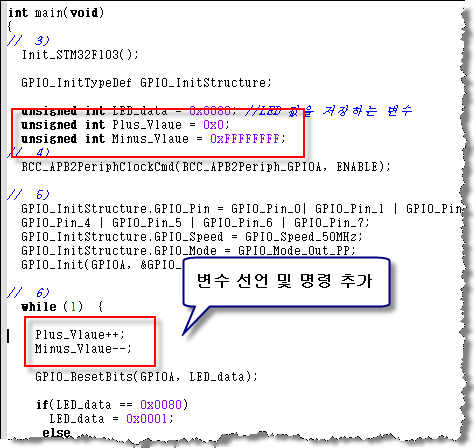 int main(void)
{
// 3)
Init_STM32F103();
GPIO_InitTypeDef GPIO_InitStructure;
unsigned int LED_data = 0x0080; //LED 값을 저장하는 변수
unsigned int Plus_Vlaue = 0x0;
unsigned int Minus_Vlaue = 0xFFFFFFFF;
// 4)
RCC_APB2PeriphClockCmd(RCC_APB2Periph_GPIOA, ENABLE);
// 5)
GPIO_InitStructure.GPIO_Pin = GPIO_Pin_0| GPIO_Pin_1 | GPIO_Pin
GPIO_Pin_4 | GPIO_Pin_5 | GPIO_Pin_6 | GPIO_Pin_7;
GPIO_InitStructure.GPIO_Speed = GPIO_Speed_50MHz;
GPIO_InitStructure.GPIO_Mode = GPIO_Mode_Out_PP;
GPIO_Init(GPIOA, &GPIO_
변수 선언 및 명령 추가
// 6)
while (1) {
Plus_Vlaue++;
Minus_Vlaue--;
GPIO_ResetBits(GPIOA, LED_data);
if(LED_data == 0x0080)
LED_data = 0x0001;
else